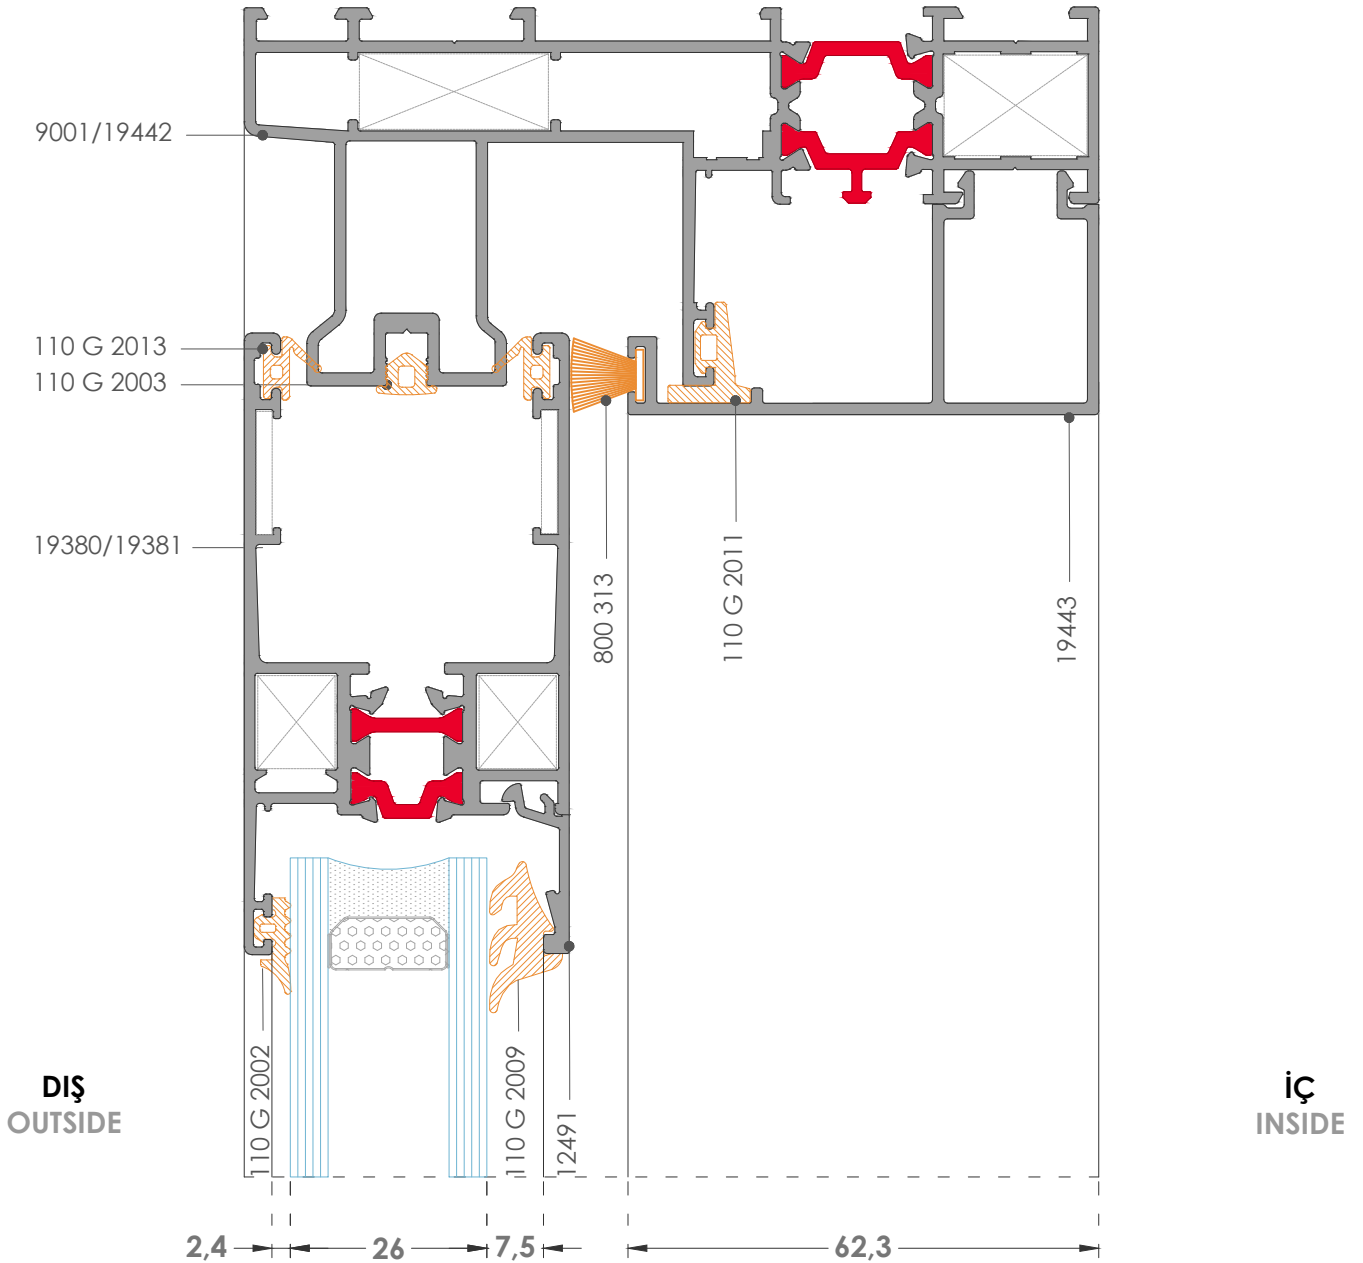 9001/19442
110 G 2013
110 G 2003
19380/19381
800 313
110 G 2011
19443
110 G 2002
110 G 2009
12491
DIŞ
OUTSIDE
İÇ
INSIDE
2,4
26
7,5
62,3